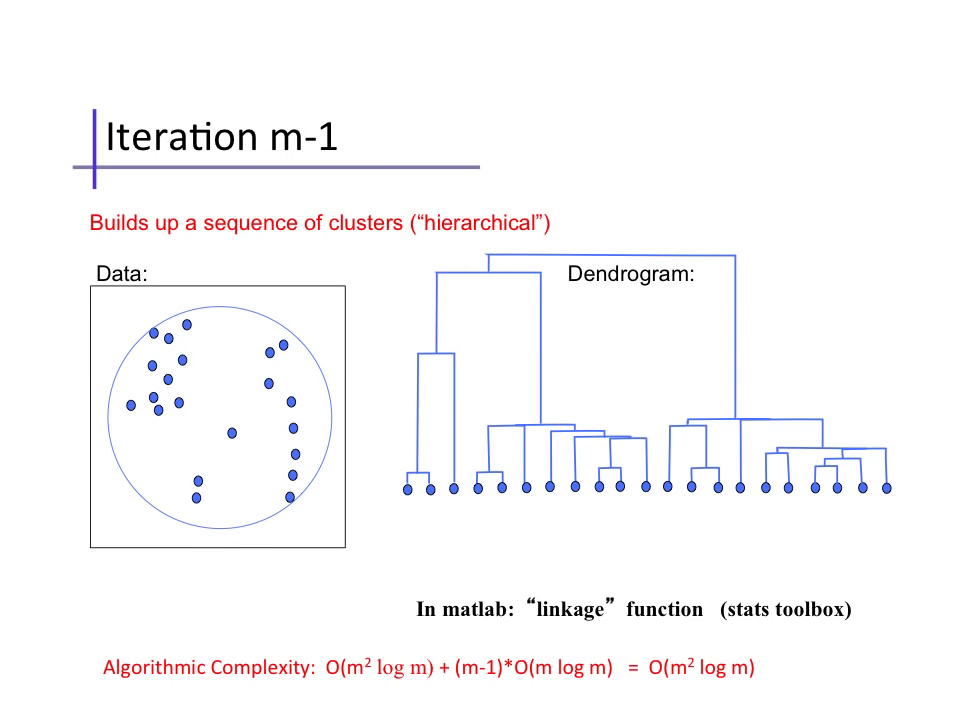 Iteration m-1
Builds up a sequence of clusters (“hierarchical”)
Data:
Dendrogram:
In matlab: “linkage” function (stats toolbox)
Algorithmic Complexity: O(m² log m) + (m-1)*O(m log m) = O(m² log m)